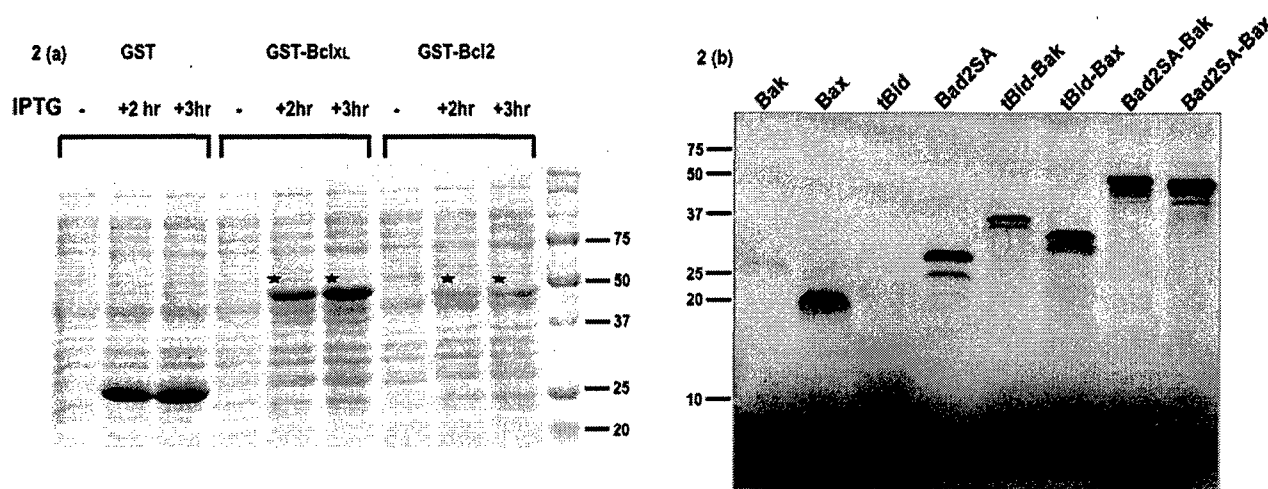 2 (a) GST GST-BclXL GST-Bcl2
IPTG - +2 hr +3hr - +2hr +3hr - +2hr +3hr
75
50
37
25
20
2 (b)
Bak Bax tBid Bad2SA tBid-Bak tBid-Bax Bad2SA-Bak Bad2SA-Bax
75
50
37
25
20
10